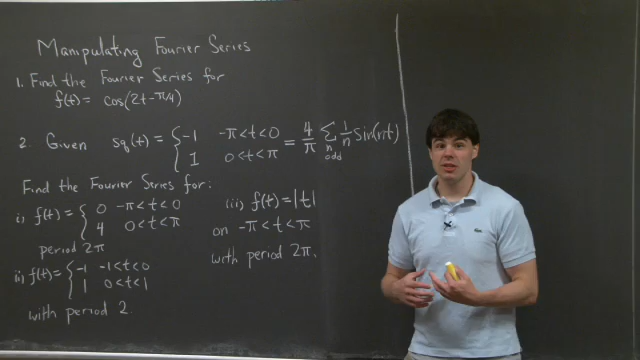 Manipulating Fourier Series
1. Find the Fourier Series for
f(t) = cos(2t - π/4)
2. Given sq(t) = { -1 -π < t < 0
1 0 < t < π = 4/π ∑ n odd 1/n sin(nt)
Find the Fourier Series for:
i) f(t) = { 0 -π < t < 0
4 0 < t < π
period 2π
ii) f(t) = { -1 -1 < t < 0
1 0 < t < 1
with period 2.
(ii) f(t) = |t|
on -π < t < π
with period 2π.